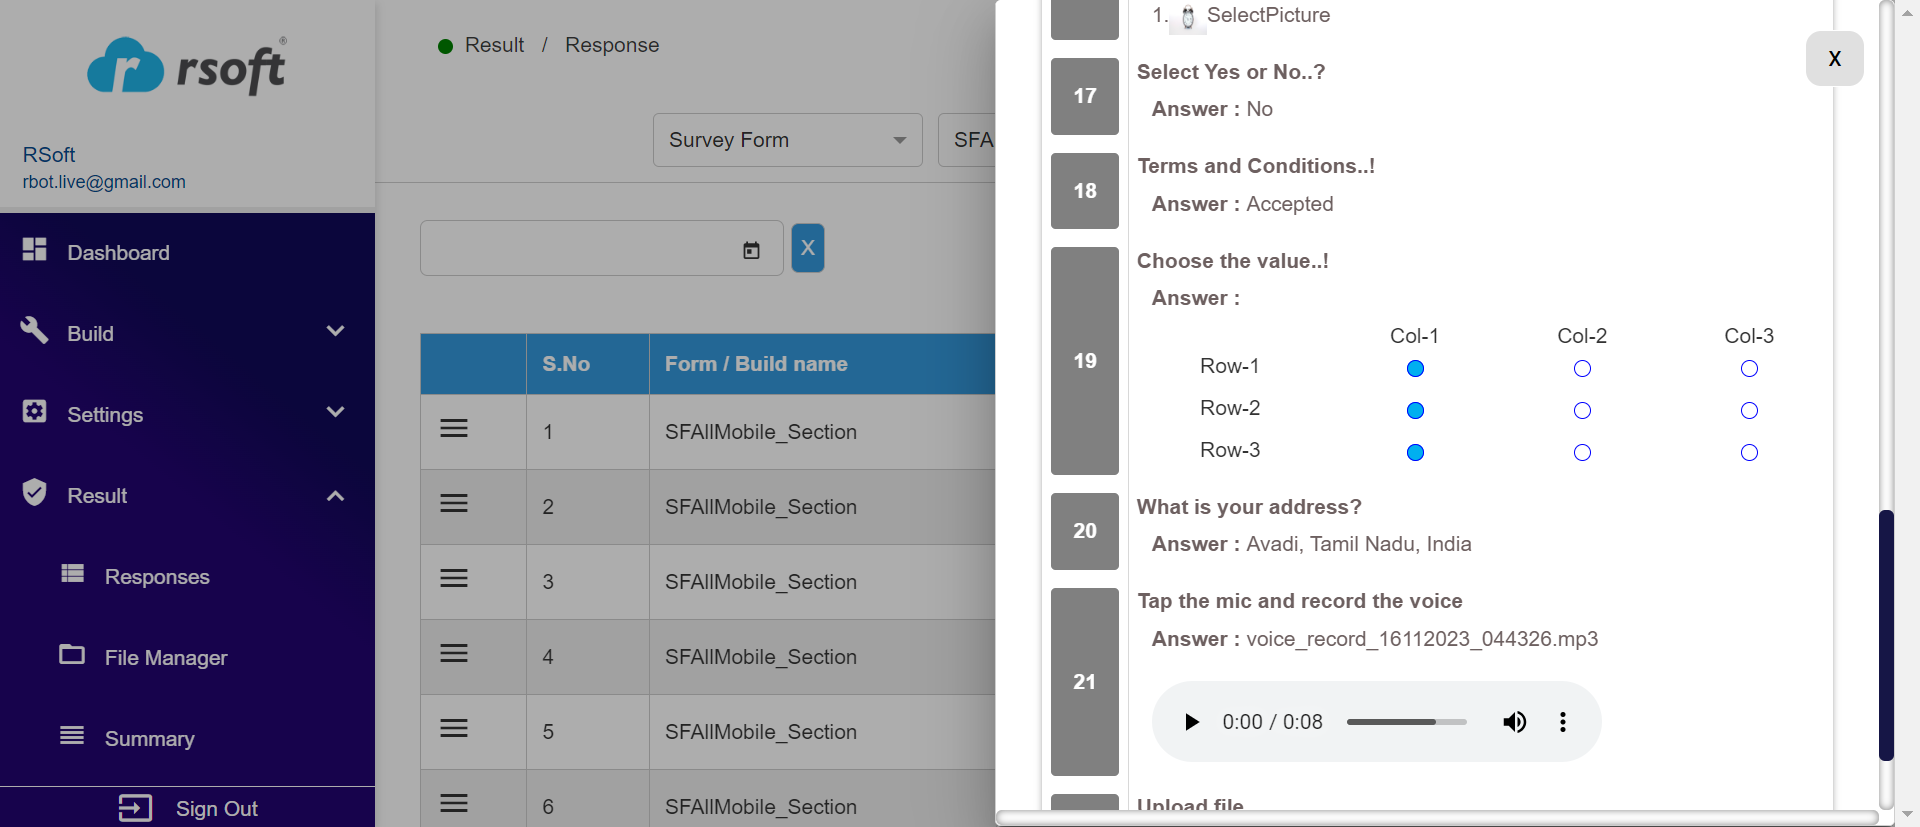 rsoft®
RSoft
rbot.live@gmail.com
Dashboard
Build
Settings
Result
Responses
File Manager
Summary
Sign Out
Result / Response
Survey Form
SFA
X
S.No Form / Build name
1 SFAllMobile_Section
2 SFAllMobile_Section
3 SFAllMobile_Section
4 SFAllMobile_Section
5 SFAllMobile_Section
6 SFAllMobile_Section
X
1. SelectPicture
17 Select Yes or No..?
Answer : No
18 Terms and Conditions..!
Answer : Accepted
19 Choose the value..!
Answer :
Col-1 Col-2 Col-3
Row-1
Row-2
Row-3
20 What is your address?
Answer : Avadi, Tamil Nadu, India
21 Tap the mic and record the voice
Answer : voice_record_16112023_044326.mp3
0:00 / 0:08
Upload file